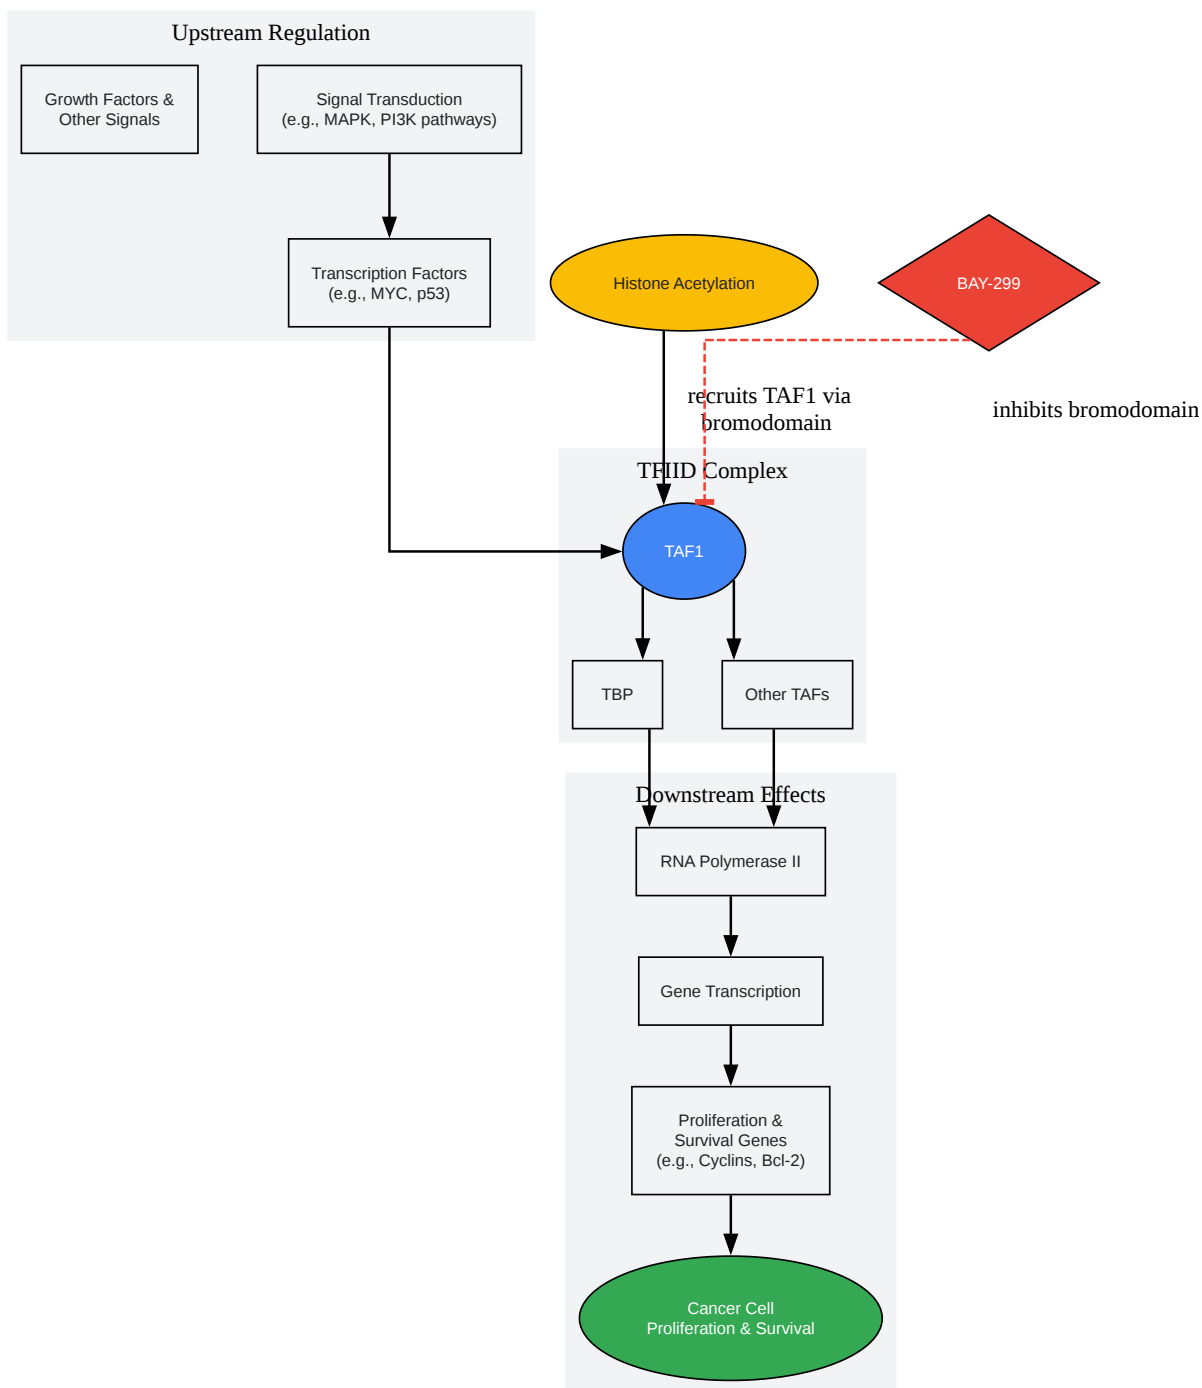 Upstream Regulation
Growth Factors &
Other Signals
Signal Transduction
(e.g., MAPK, PI3K pathways)
Transcription Factors
(e.g., MYC, p53)
Histone Acetylation
BAY-299
recruits TAF1 via
bromodomain
inhibits bromodomain
TFIID Complex
TAF1
TBP
Other TAFs
Downstream Effects
RNA Polymerase II
Gene Transcription
Proliferation &
Survival Genes
(e.g., Cyclins, Bcl-2)
Cancer Cell
Proliferation & Survival